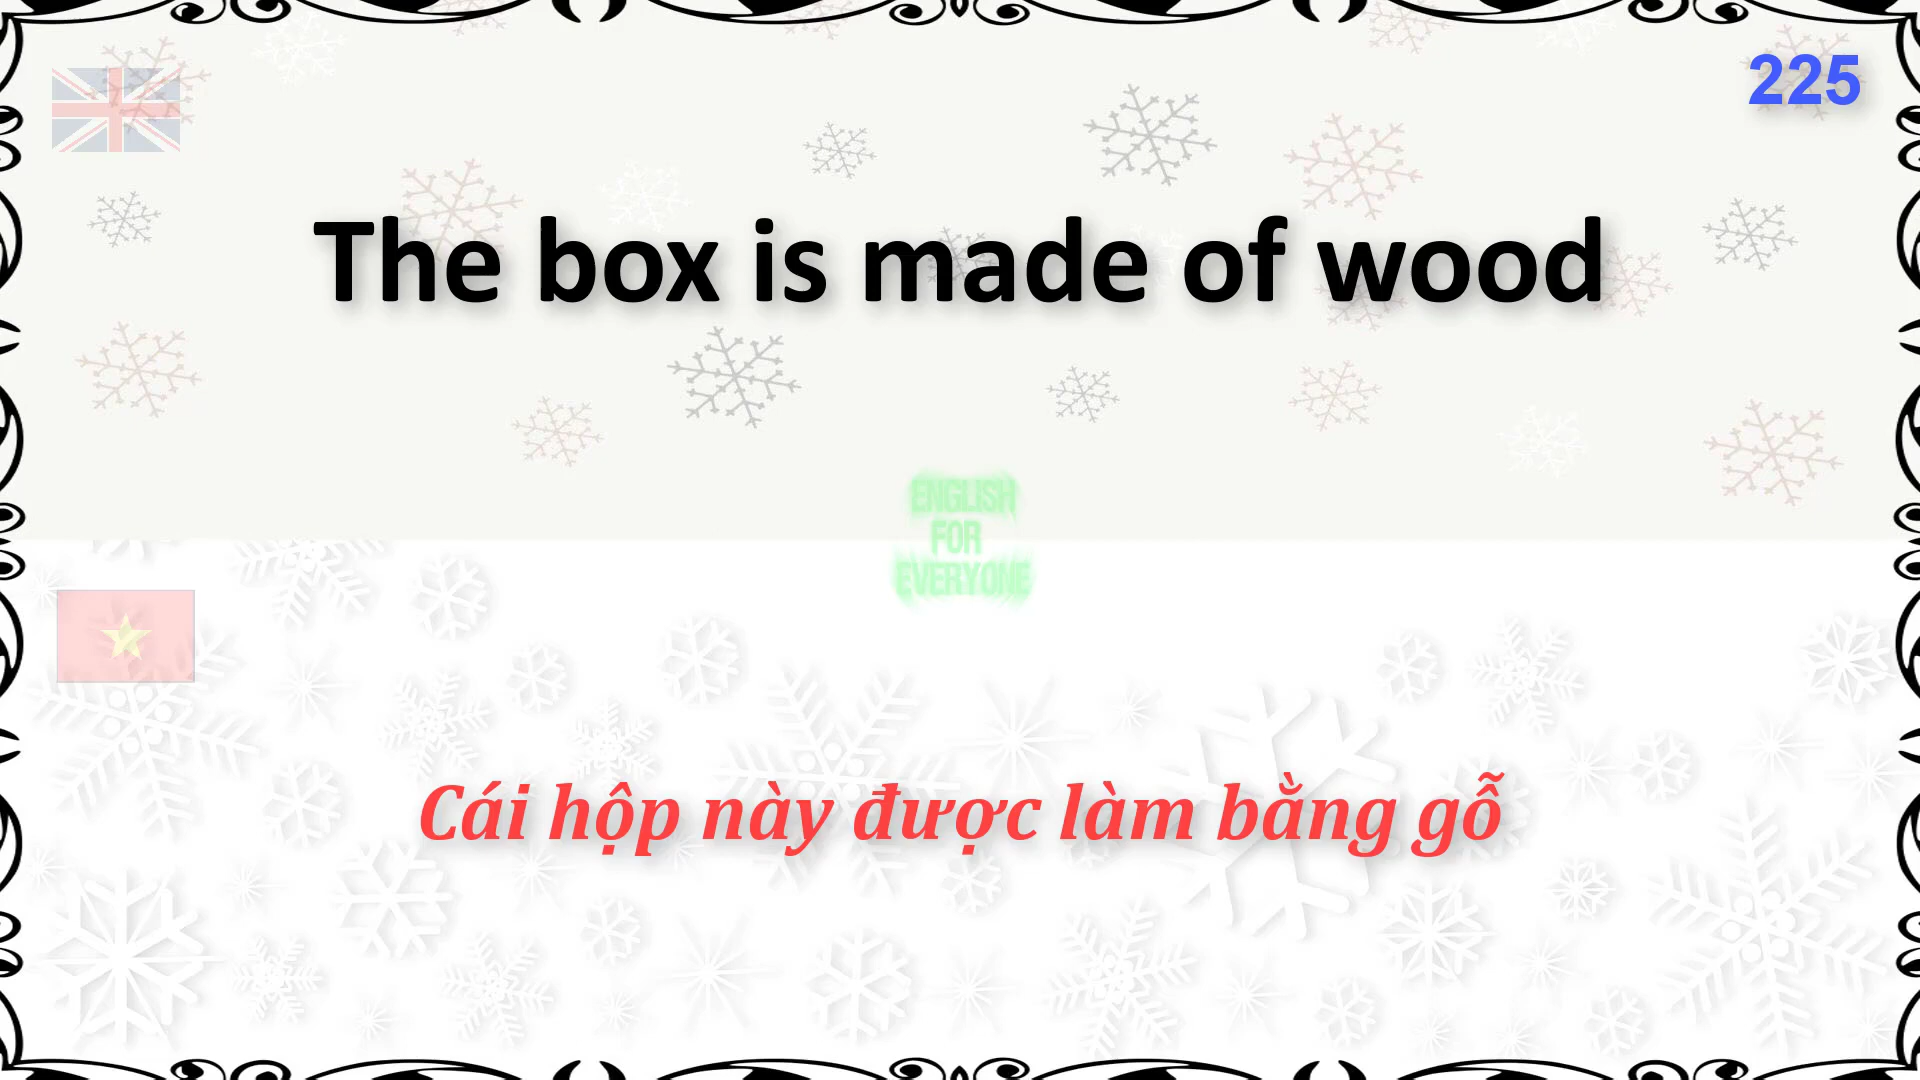 225
The box is made of wood
ENGLISH
FOR
EVERYONE
Cái hộp này được làm bằng gỗ